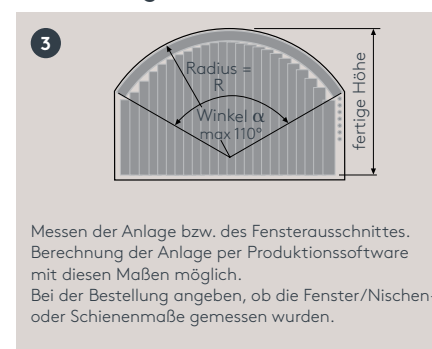 3
Radius =
R
Winkel α
max 110°
fertige Höhe
Messen der Anlage bzw. des Fensterausschnittes.
Berechnung der Anlage per Produktionssoftware
mit diesen Maßen möglich.
Bei der Bestellung angeben, ob die Fenster/Nischen-
oder Schienenmaße gemessen wurden.